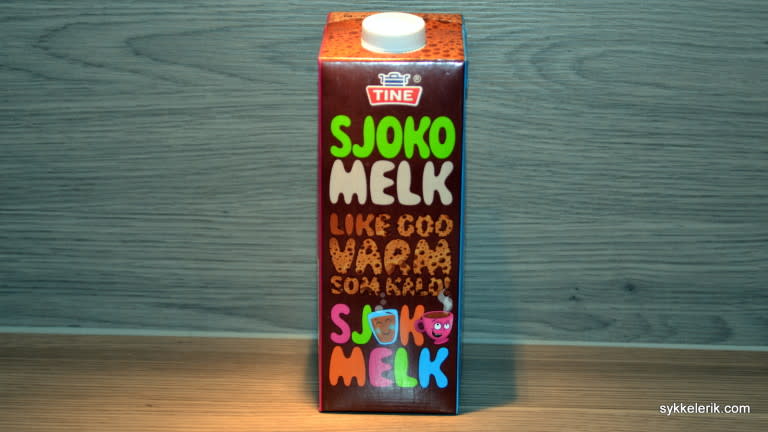 TINE ®
SJOKO
MELK
LIKE GOD
VARM
SOM KALD!
SJOKO
MELK
sykkelerik.com